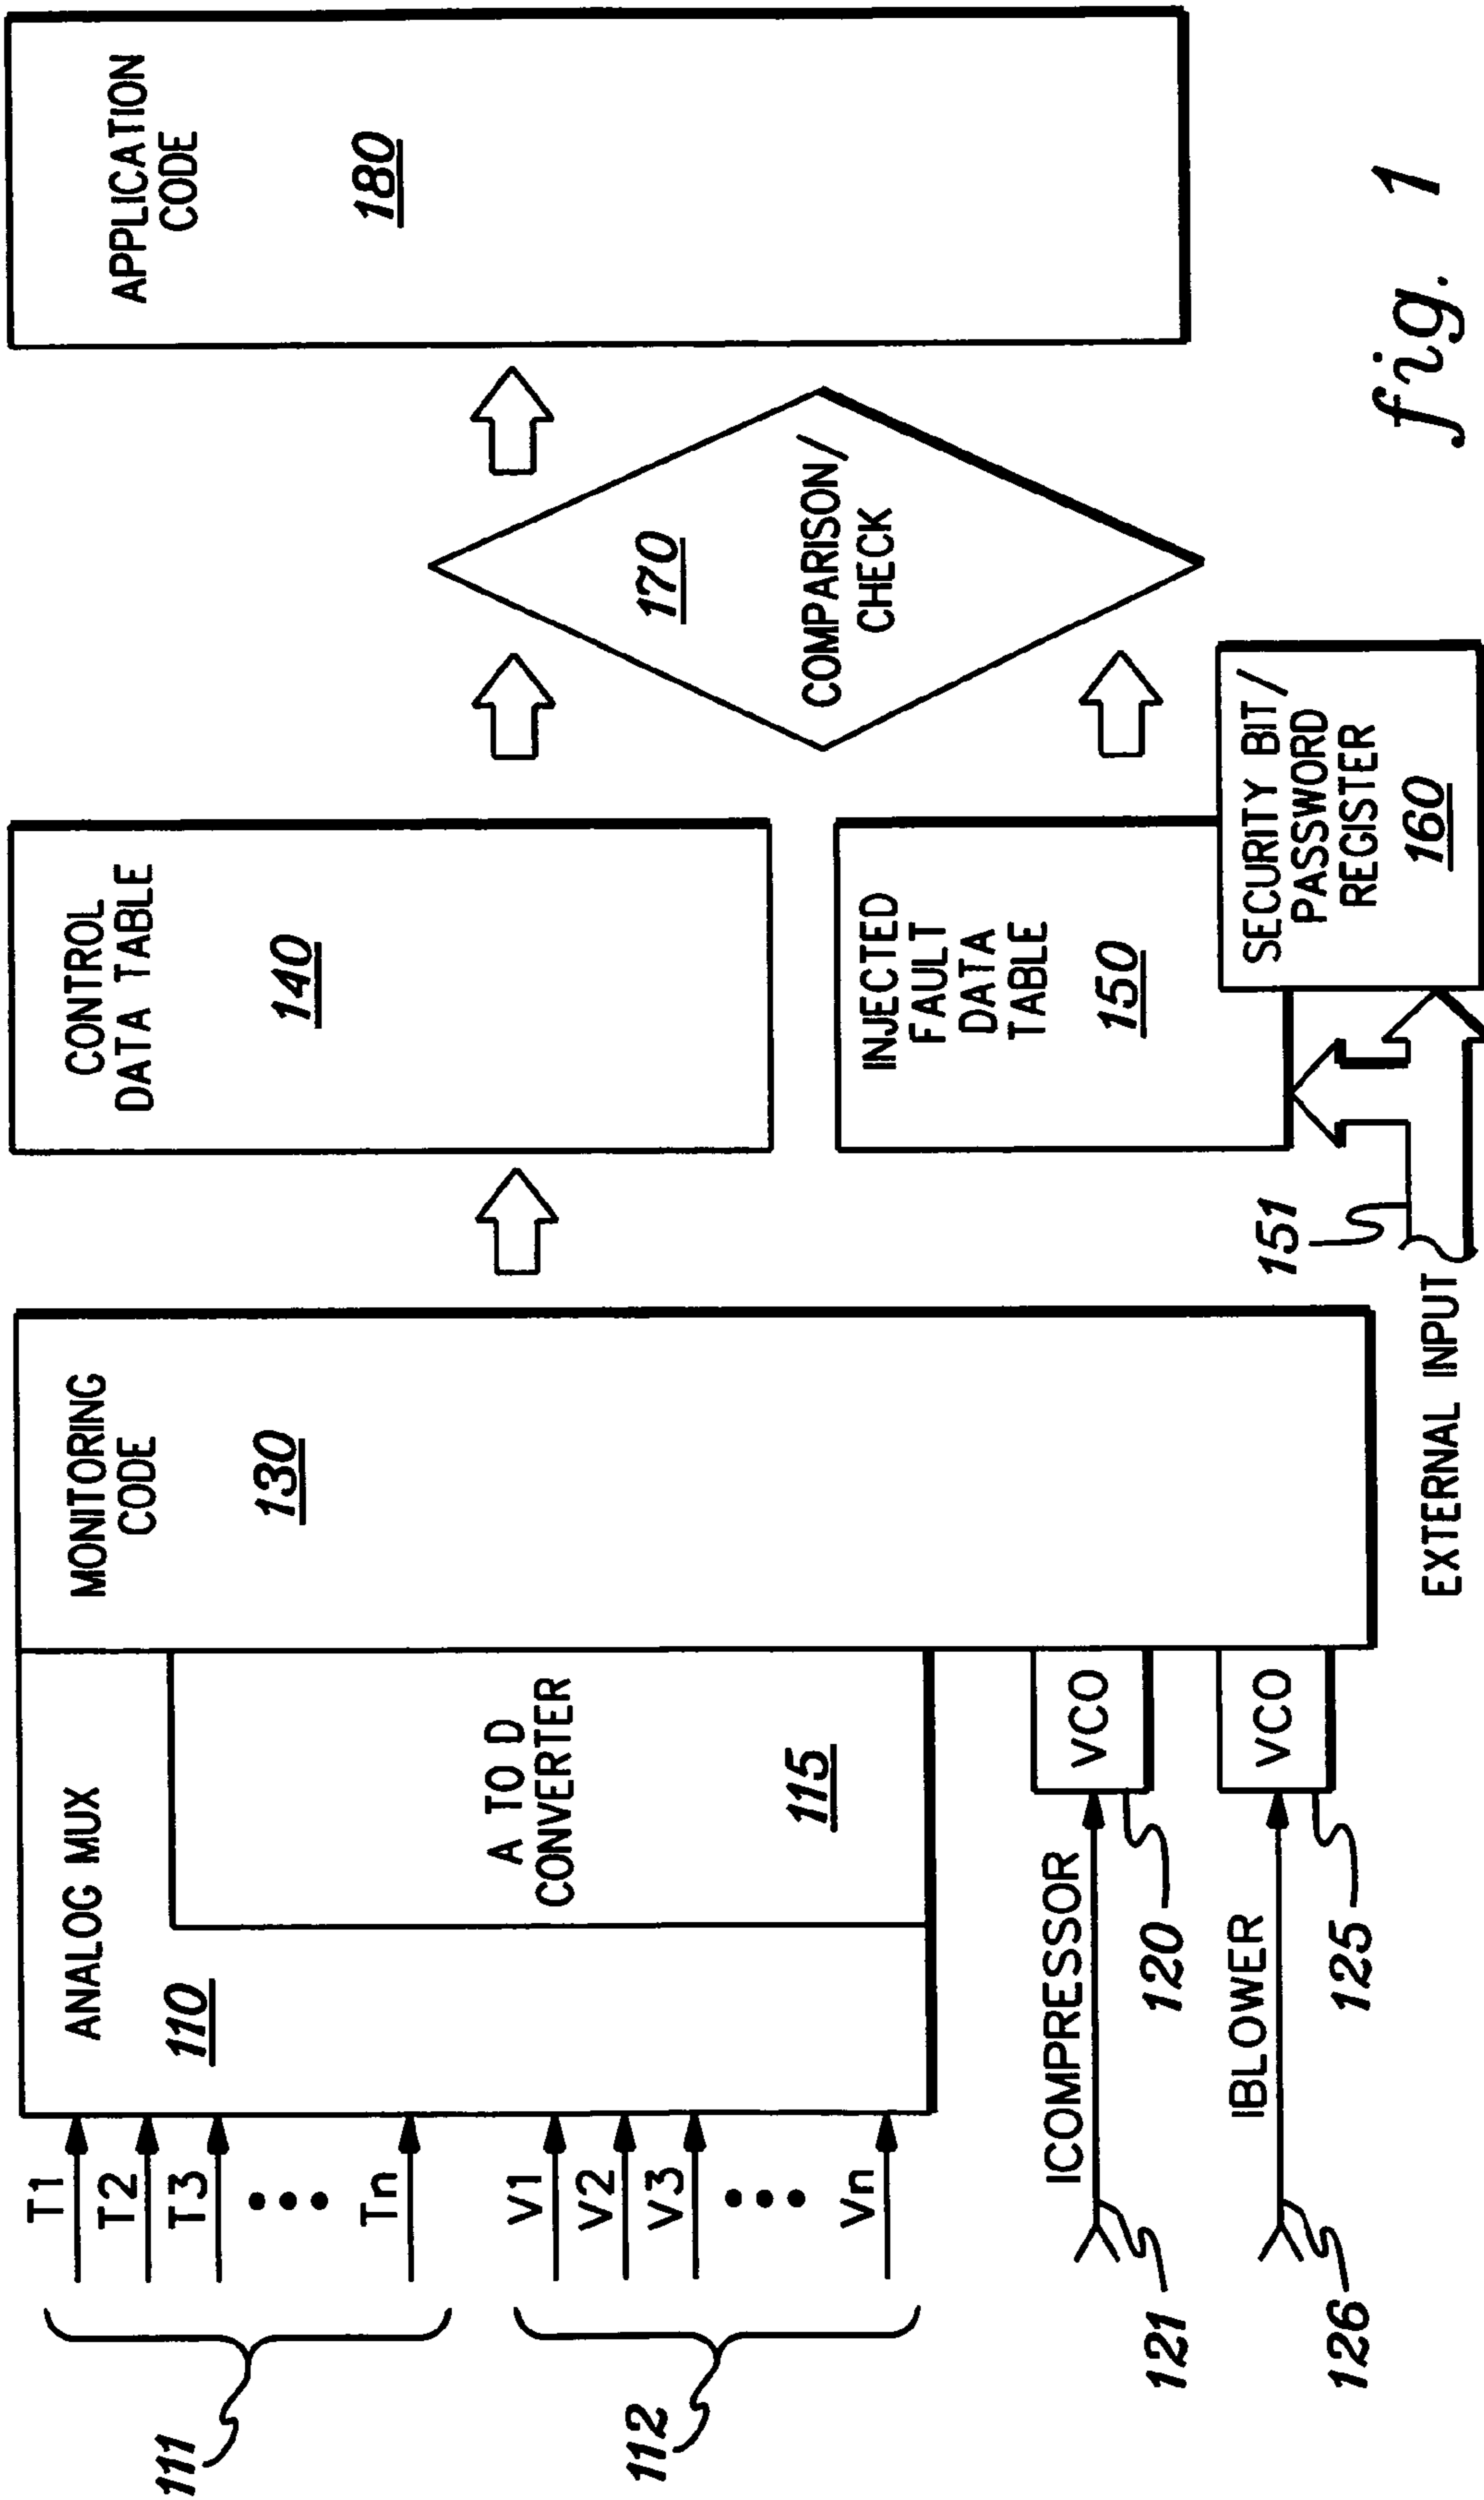 111
T1
T2
T3
Tn
112
V1
V2
V3
Vn
ANALOG MUX
110
A TO D
CONVERTER
115
121
ICOMPRESSOR
120
VCO
126
IBLOWER
125
VCO
MONITORING
CODE
130
EXTERNAL INPUT
151
CONTROL
DATA TABLE
140
INJECTED
FAULT
DATA
TABLE
150
SECURITY BIT/
PASSWORD
REGISTER
160
170
COMPARISON/
CHECK
APPLICATION
CODE
180
fig. 1